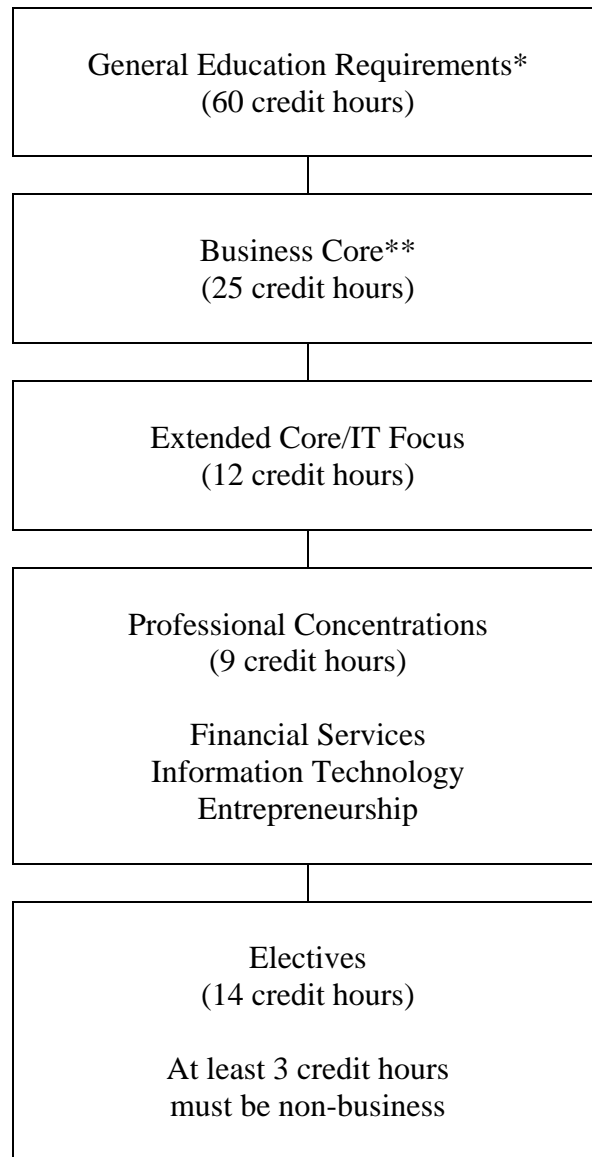 General Education Requirements*
(60 credit hours)
Business Core**
(25 credit hours)
Extended Core/IT Focus
(12 credit hours)
Professional Concentrations
(9 credit hours)
Financial Services
Information Technology
Entrepreneurship
Electives
(14 credit hours)
At least 3 credit hours
must be non-business